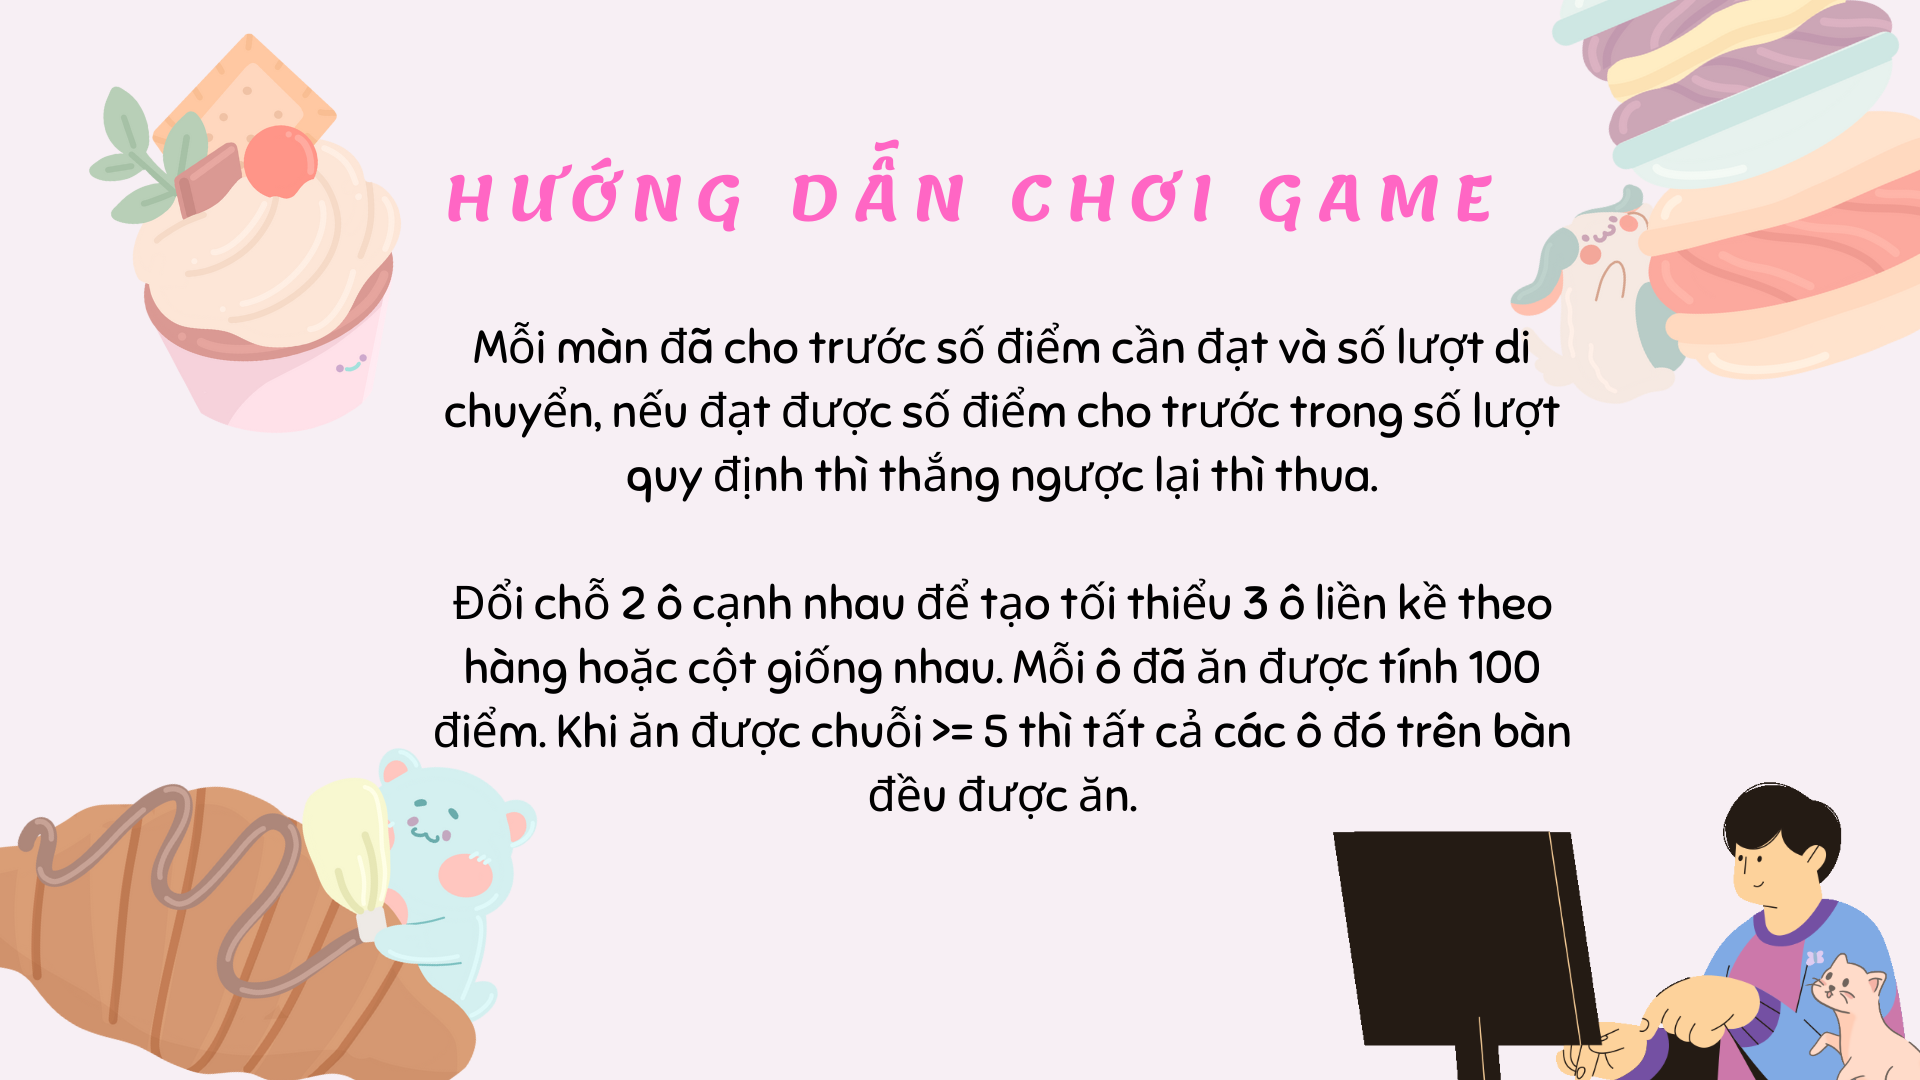 HƯỚNG DẪN CHƠI GAME
Mỗi màn đã cho trước số điểm cần đạt và số lượt di
chuyển, nếu đạt được số điểm cho trước trong số lượt
quy định thì thắng ngược lại thì thua.
Đổi chỗ 2 ô cạnh nhau để tạo tối thiểu 3 ô liền kề theo
hàng hoặc cột giống nhau. Mỗi ô đã ăn được tính 100
điểm. Khi ăn được chuỗi >= 5 thì tất cả các ô đó trên bàn
đều được ăn.